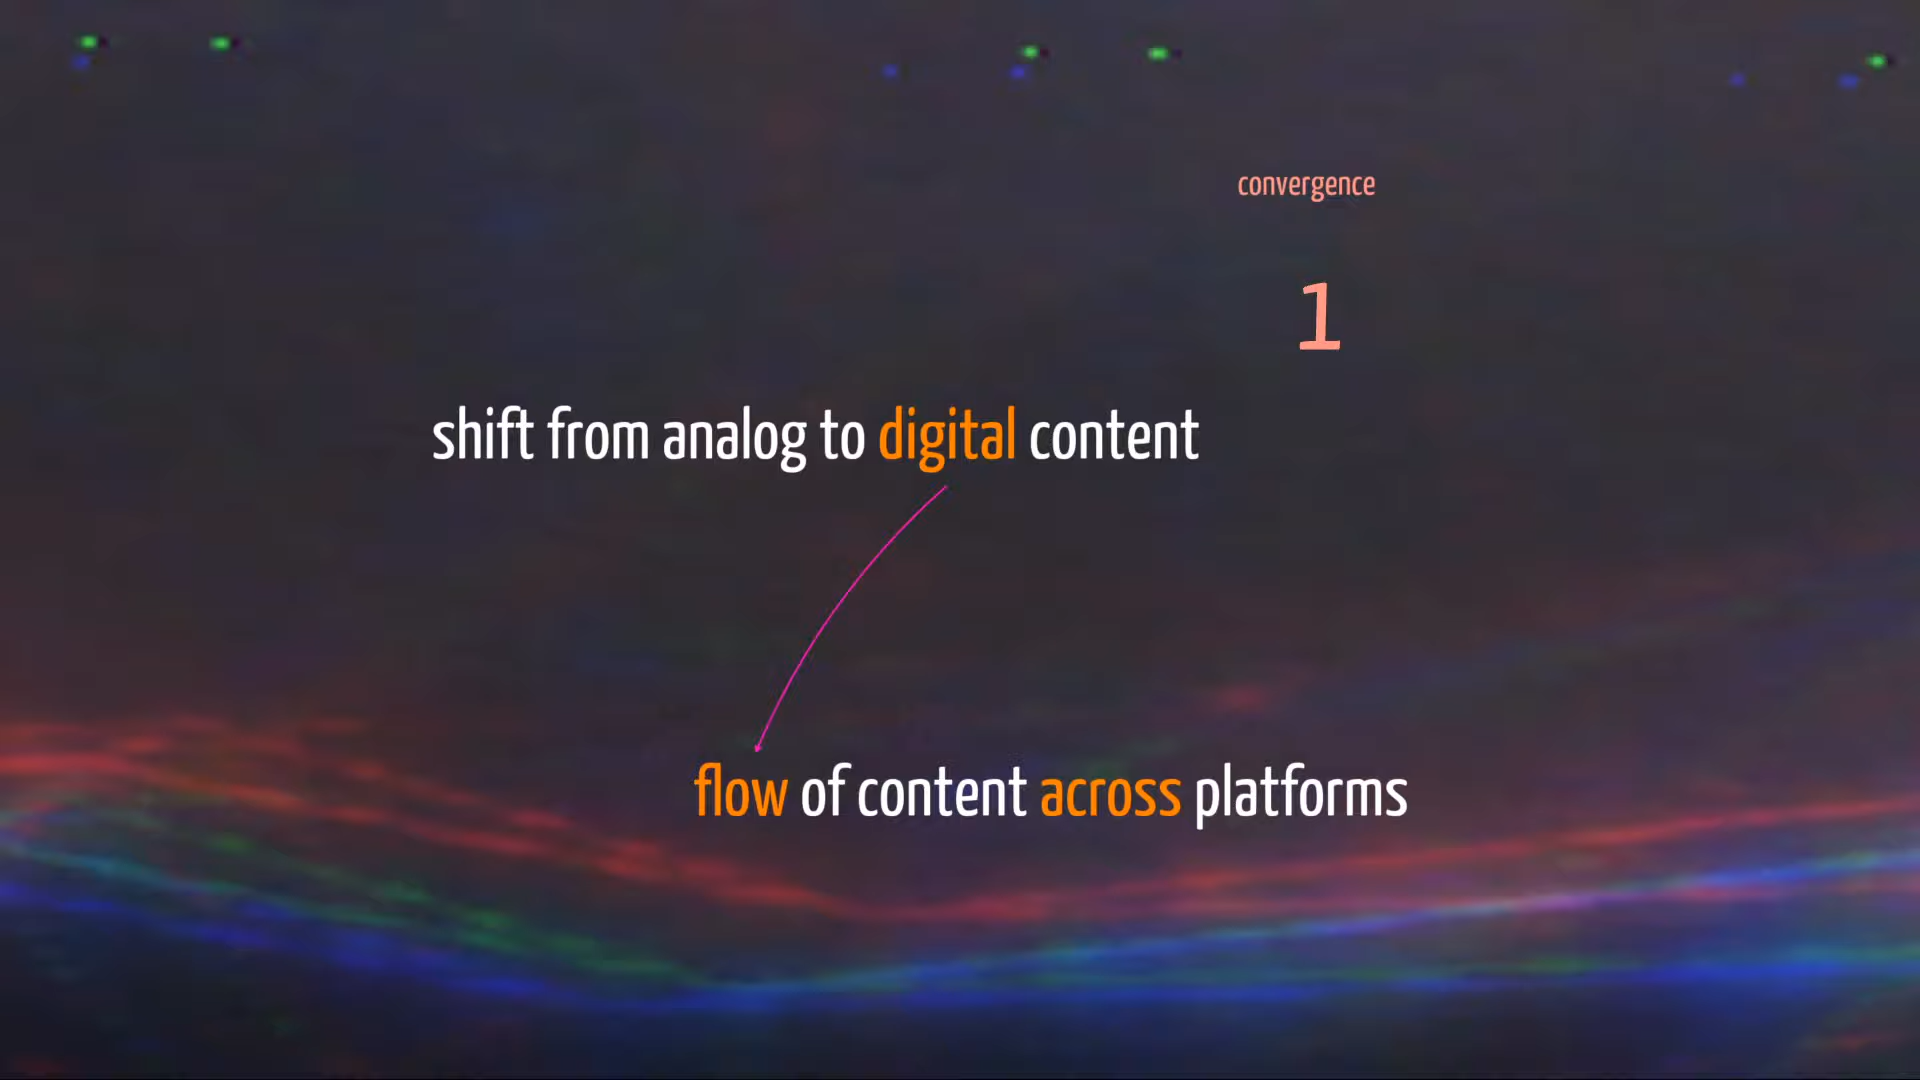 convergence
1
shift from analog to digital content
flow of content across platforms